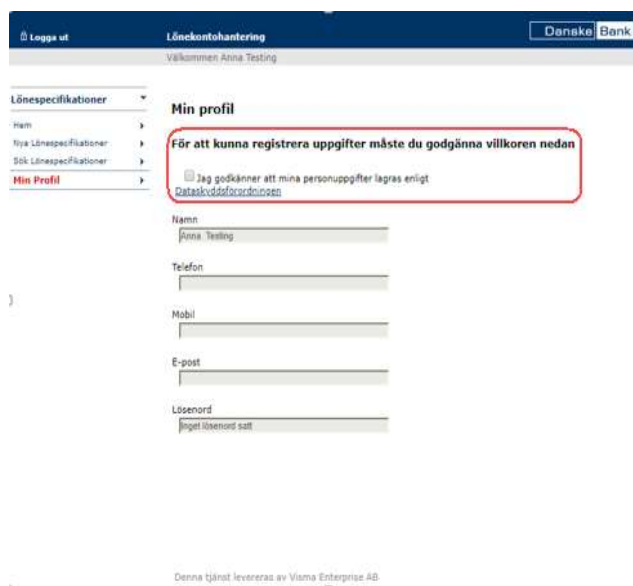 Logga ut
Lönekontohantering
Danske Bank
Välkommen Anna Testing
Lönespecifikationer
Hem
Nya Lönespecifikationer
Sök Lönespecifikationer
Min Profil
Min profil
För att kunna registrera uppgifter måste du godgänna villkoren nedan
Jag godkänner att mina personuppgifter lagras enligt
Dataskyddsförordningen
Namn
Anna Testing
Telefon
Mobil
E-post
Lösenord
Inget lösenord satt
Denna tjänst levereras av Visma Enterprise AB